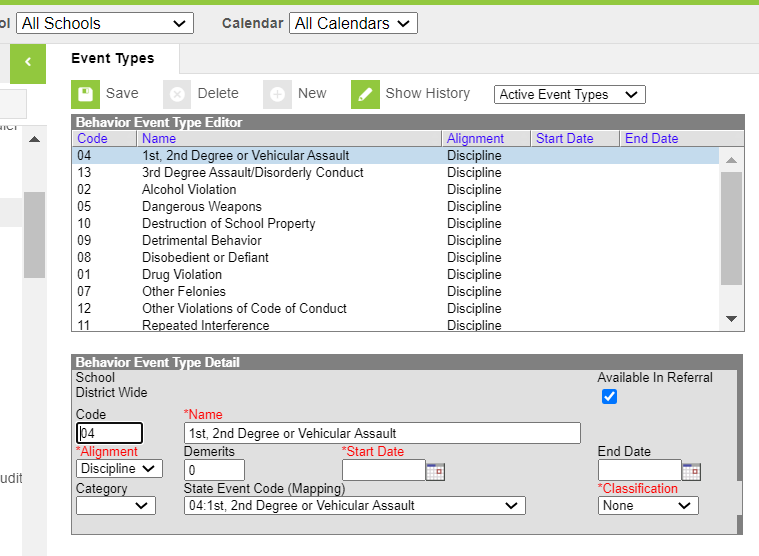 ol All Schools Calendar All Calendars
Event Types
Save Delete New Show History Active Event Types
Behavior Event Type Editor
Code Name Alignment Start Date End Date
04 1st, 2nd Degree or Vehicular Assault Discipline
13 3rd Degree Assault/Disorderly Conduct Discipline
02 Alcohol Violation Discipline
05 Dangerous Weapons Discipline
10 Destruction of School Property Discipline
09 Detrimental Behavior Discipline
08 Disobedient or Defiant Discipline
01 Drug Violation Discipline
07 Other Felonies Discipline
12 Other Violations of Code of Conduct Discipline
11 Repeated Interference Discipline
Behavior Event Type Detail
School Available In Referral
District Wide
Code *Name
04 1st, 2nd Degree or Vehicular Assault
*Alignment Demerits *Start Date End Date
Discipline 0
Category State Event Code (Mapping) *Classification
04:1st, 2nd Degree or Vehicular Assault None
udit